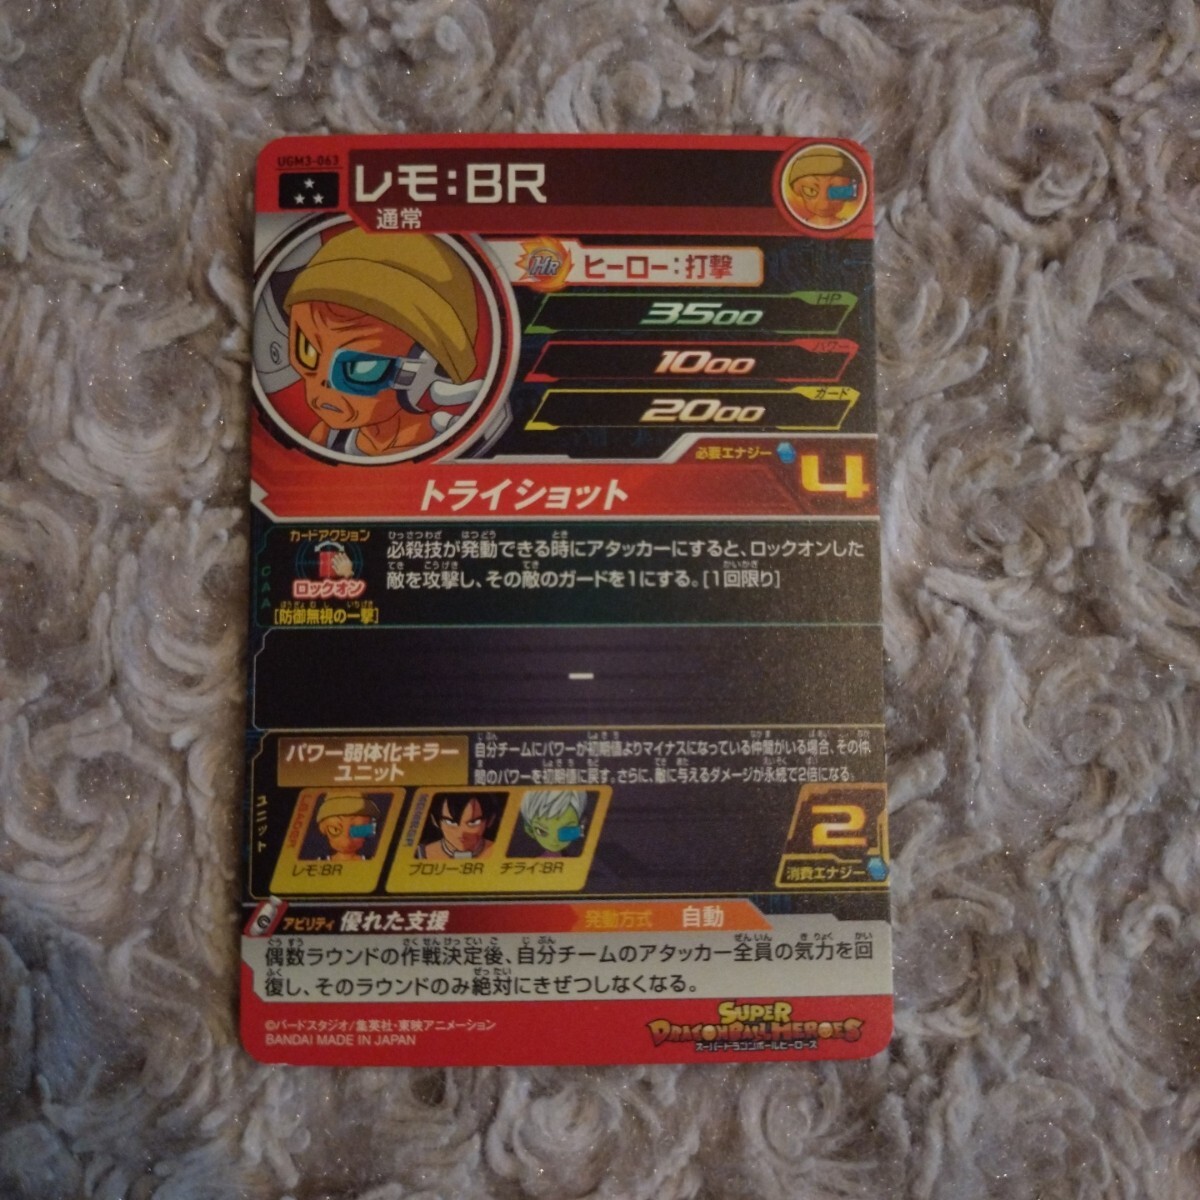 UGM3-063
レモ:BR
通常
HR
ヒーロー:打撃
HP
3500
パワー
1000
ガード
2000
必要エナジー
4
トライショット
CAA
カードアクション
ロックオン
[防御無視の一撃]
必殺技が発動できる時にアタッカーにすると、ロックオンした
敵を攻撃し、その敵のガードを1にする。[1回限り]
ー
ユニット
パワー弱体化キラー
ユニット
自分チームにパワーが初期値よりマイナスになっている仲間がいる場合、その仲
間のパワーを初期値に戻す。さらに、敵に与えるダメージが永続で2倍になる。
レモ:BR
ブロリー:BR
チライ:BR
2
消費エナジー
アビリティ 優れた支援
発動方式 自動
偶数ラウンドの作戦決定後、自分チームのアタッカー全員の気力を回
復し、そのラウンドのみ絶対にきぜつしなくなる。
©バードスタジオ/集英社・東映アニメーション
BANDAI MADE IN JAPAN
SUPER
DRAGONBALL HEROES
スーパードラゴンボールヒーローズ